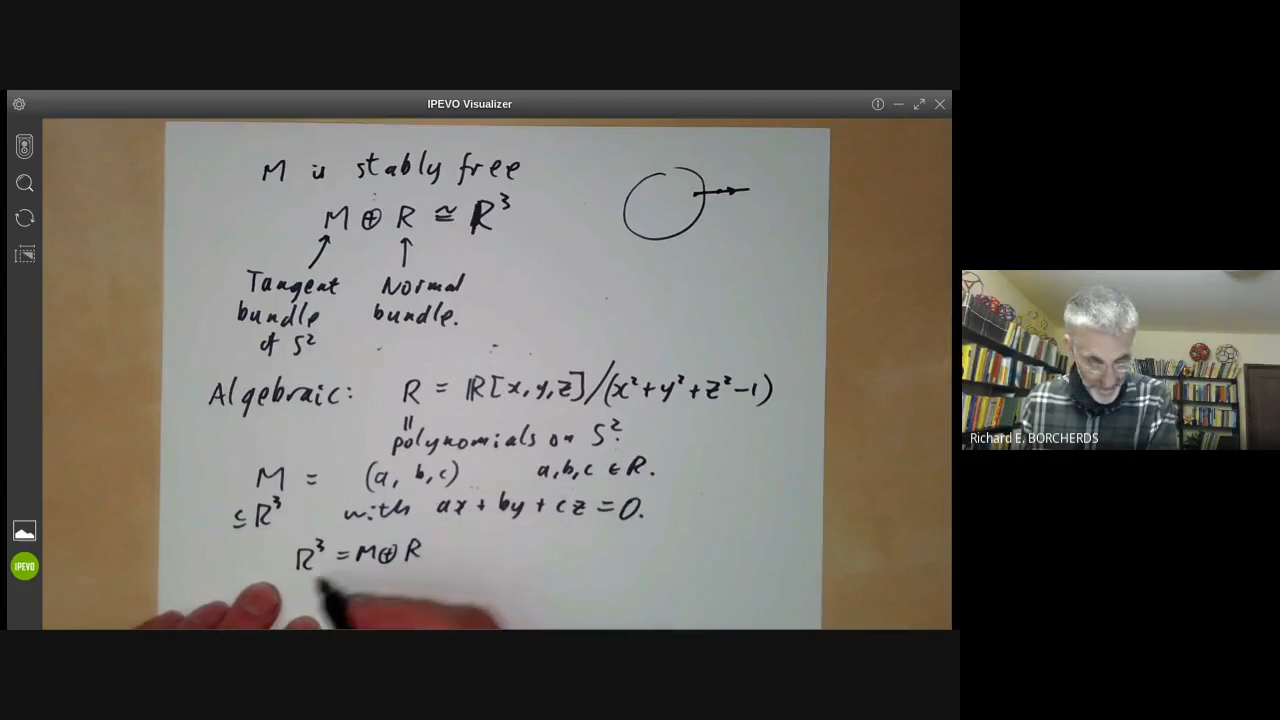 IPEVO Visualizer
M is stably free
M ⊕ R ≅ R³
Tangent bundle of S²
Normal bundle.
Algebraic: R = ℝ[x,y,z]/(x²+y²+z²-1)
"
polynomials on S².
M = (a, b, c) a,b,c ∈ R.
⊆ R³ with ax + by + cz = 0.
R³ = M ⊕ R
IPEVO
Richard E. BORCHERDS